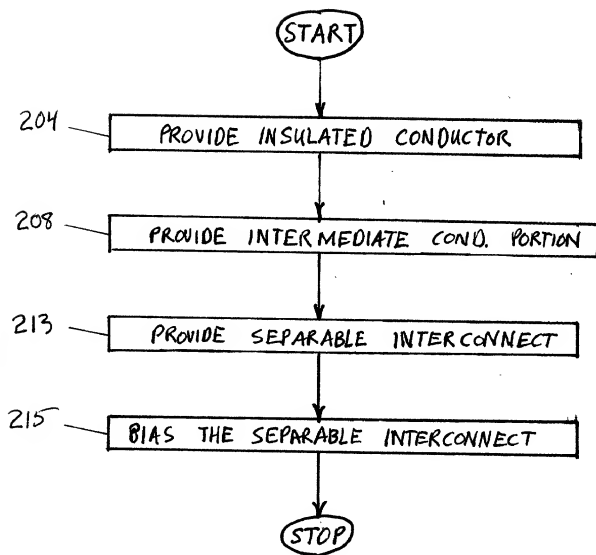 START
204
PROVIDE INSULATED CONDUCTOR
208
PROVIDE INTERMEDIATE COND. PORTION
213
PROVIDE SEPARABLE INTERCONNECT
215
BIAS THE SEPARABLE INTERCONNECT
STOP